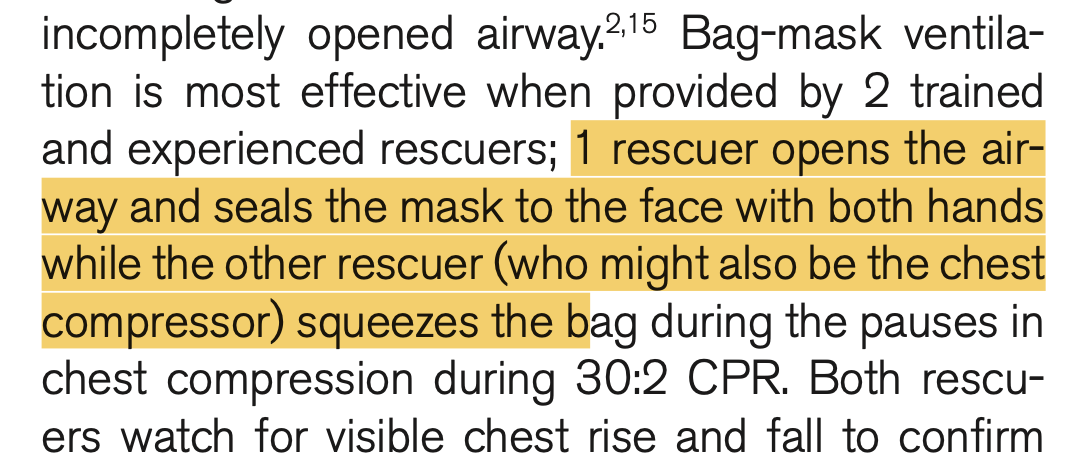 incompletely opened airway.2,15 Bag-mask ventila-
tion is most effective when provided by 2 trained
and experienced rescuers; 1 rescuer opens the air-
way and seals the mask to the face with both hands
while the other rescuer (who might also be the chest
compressor) squeezes the bag during the pauses in
chest compression during 30:2 CPR. Both rescu-
ers watch for visible chest rise and fall to confirm